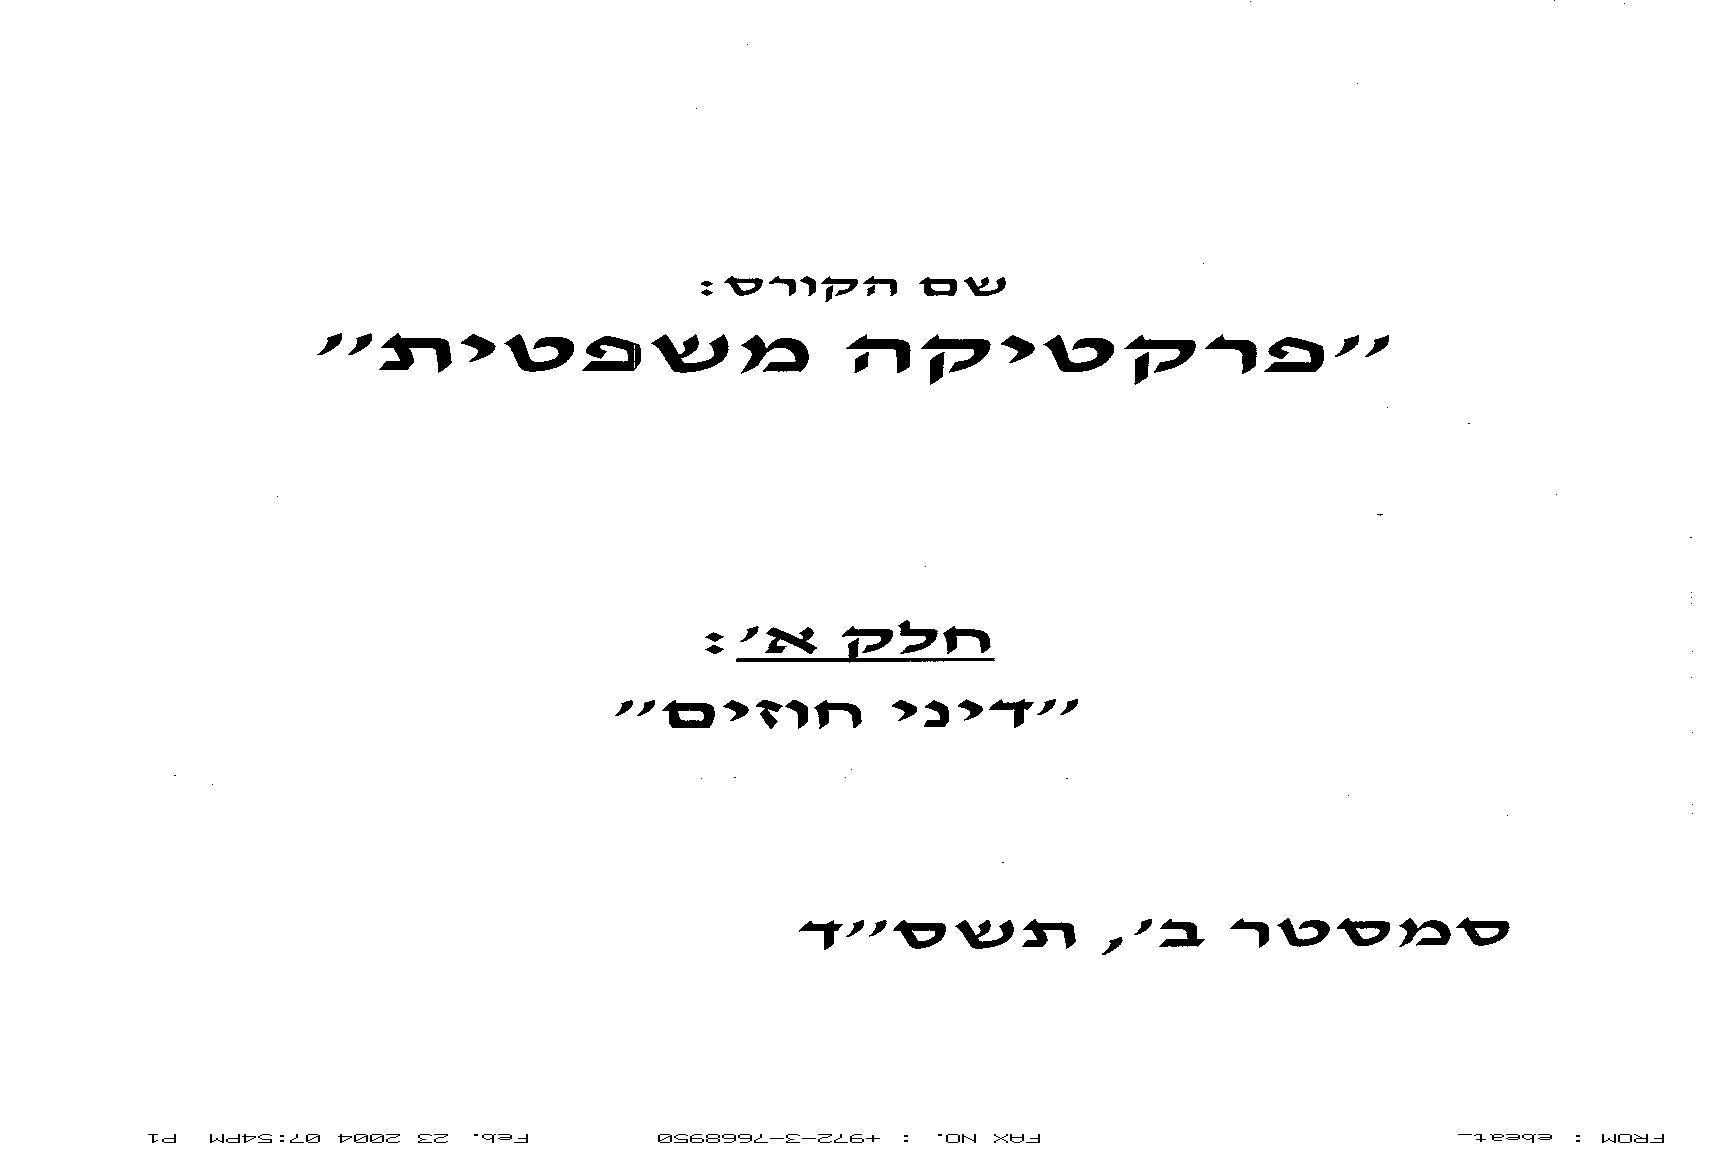 שם הקורס:
"פרקטיקה משפטית"
חלק א':
"דיני חוזים"
סמסטר ב', תשס"ד
FROM : ebeat_ FAX NO. : +972-3-7668950 Feb. 23 2004 07:54PM P1